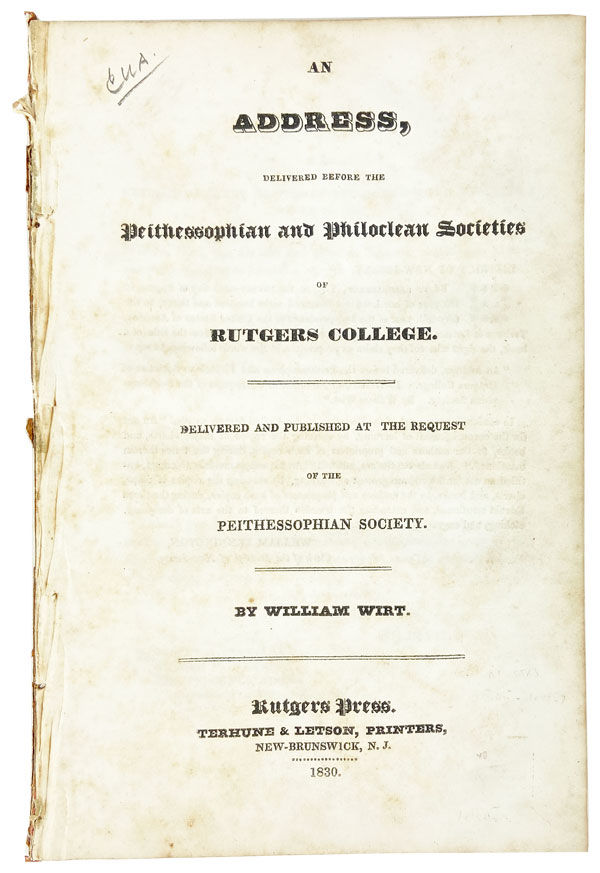 AN
ADDRESS,
DELIVERED BEFORE THE
Peithessophian and Philoclean Societies
OF
RUTGERS COLLEGE.
DELIVERED AND PUBLISHED AT THE REQUEST
OF THE
PEITHESSOPHIAN SOCIETY.
BY WILLIAM WIRT.
Rutgers Press.
TERHUNE & LETSON, PRINTERS,
NEW-BRUNSWICK, N. J.
1830.